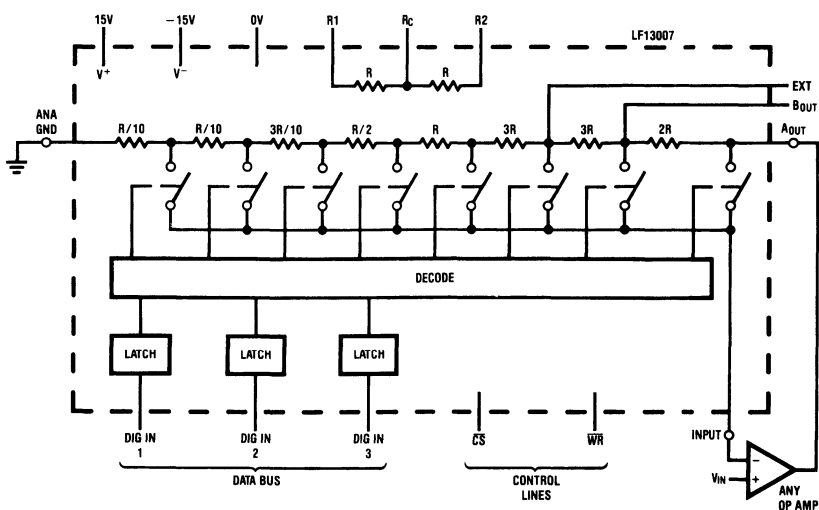 15V
– 15V
0V
R1
RC
R2
LF13007
V+
V–
R
R
EXT
BOUT
ANA
GND
R/10
R/10
3R/10
R/2
R
3R
3R
2R
AOUT
DECODE
LATCH
LATCH
LATCH
DIG IN
1
DIG IN
2
DIG IN
3
CS
WR
INPUT
DATA BUS
CONTROL
LINES
VIN
–
+
ANY
OP AMP